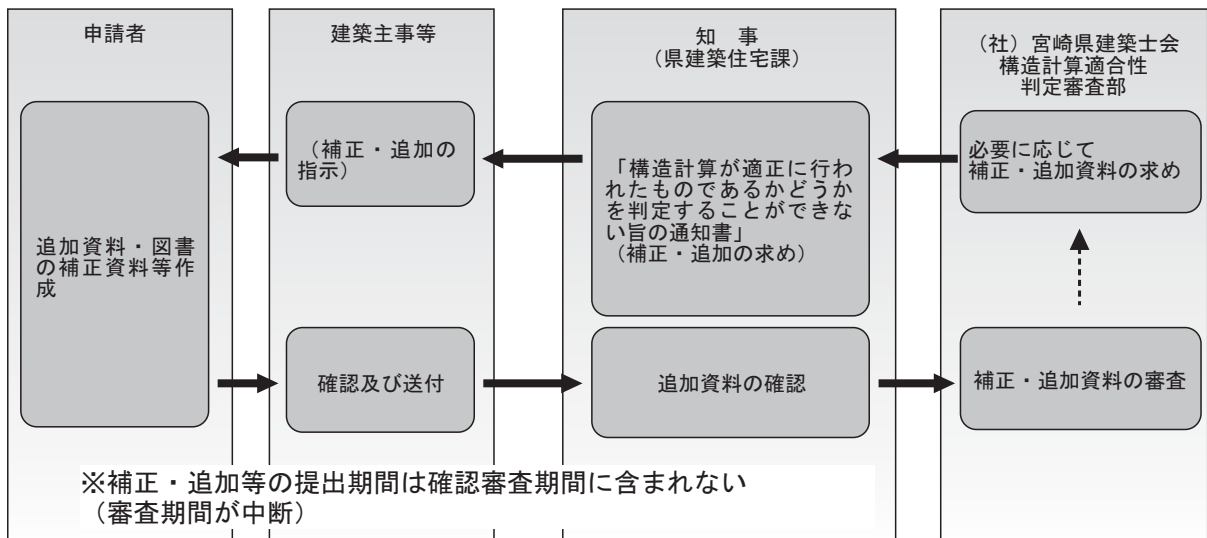 申請者
追加資料・図書
の補正資料等作
成
建築主事等
（補正・追加の
指示）
確認及び送付
知　事
（県建築住宅課）
「構造計算が適正に行わ
れたものであるかどうか
を判定することができな
い旨の通知書」
（補正・追加の求め）
追加資料の確認
（社）宮崎県建築士会
構造計算適合性
判定審査部
必要に応じて
補正・追加資料の求め
補正・追加資料の審査
※補正・追加等の提出期間は確認審査期間に含まれない
（審査期間が中断）